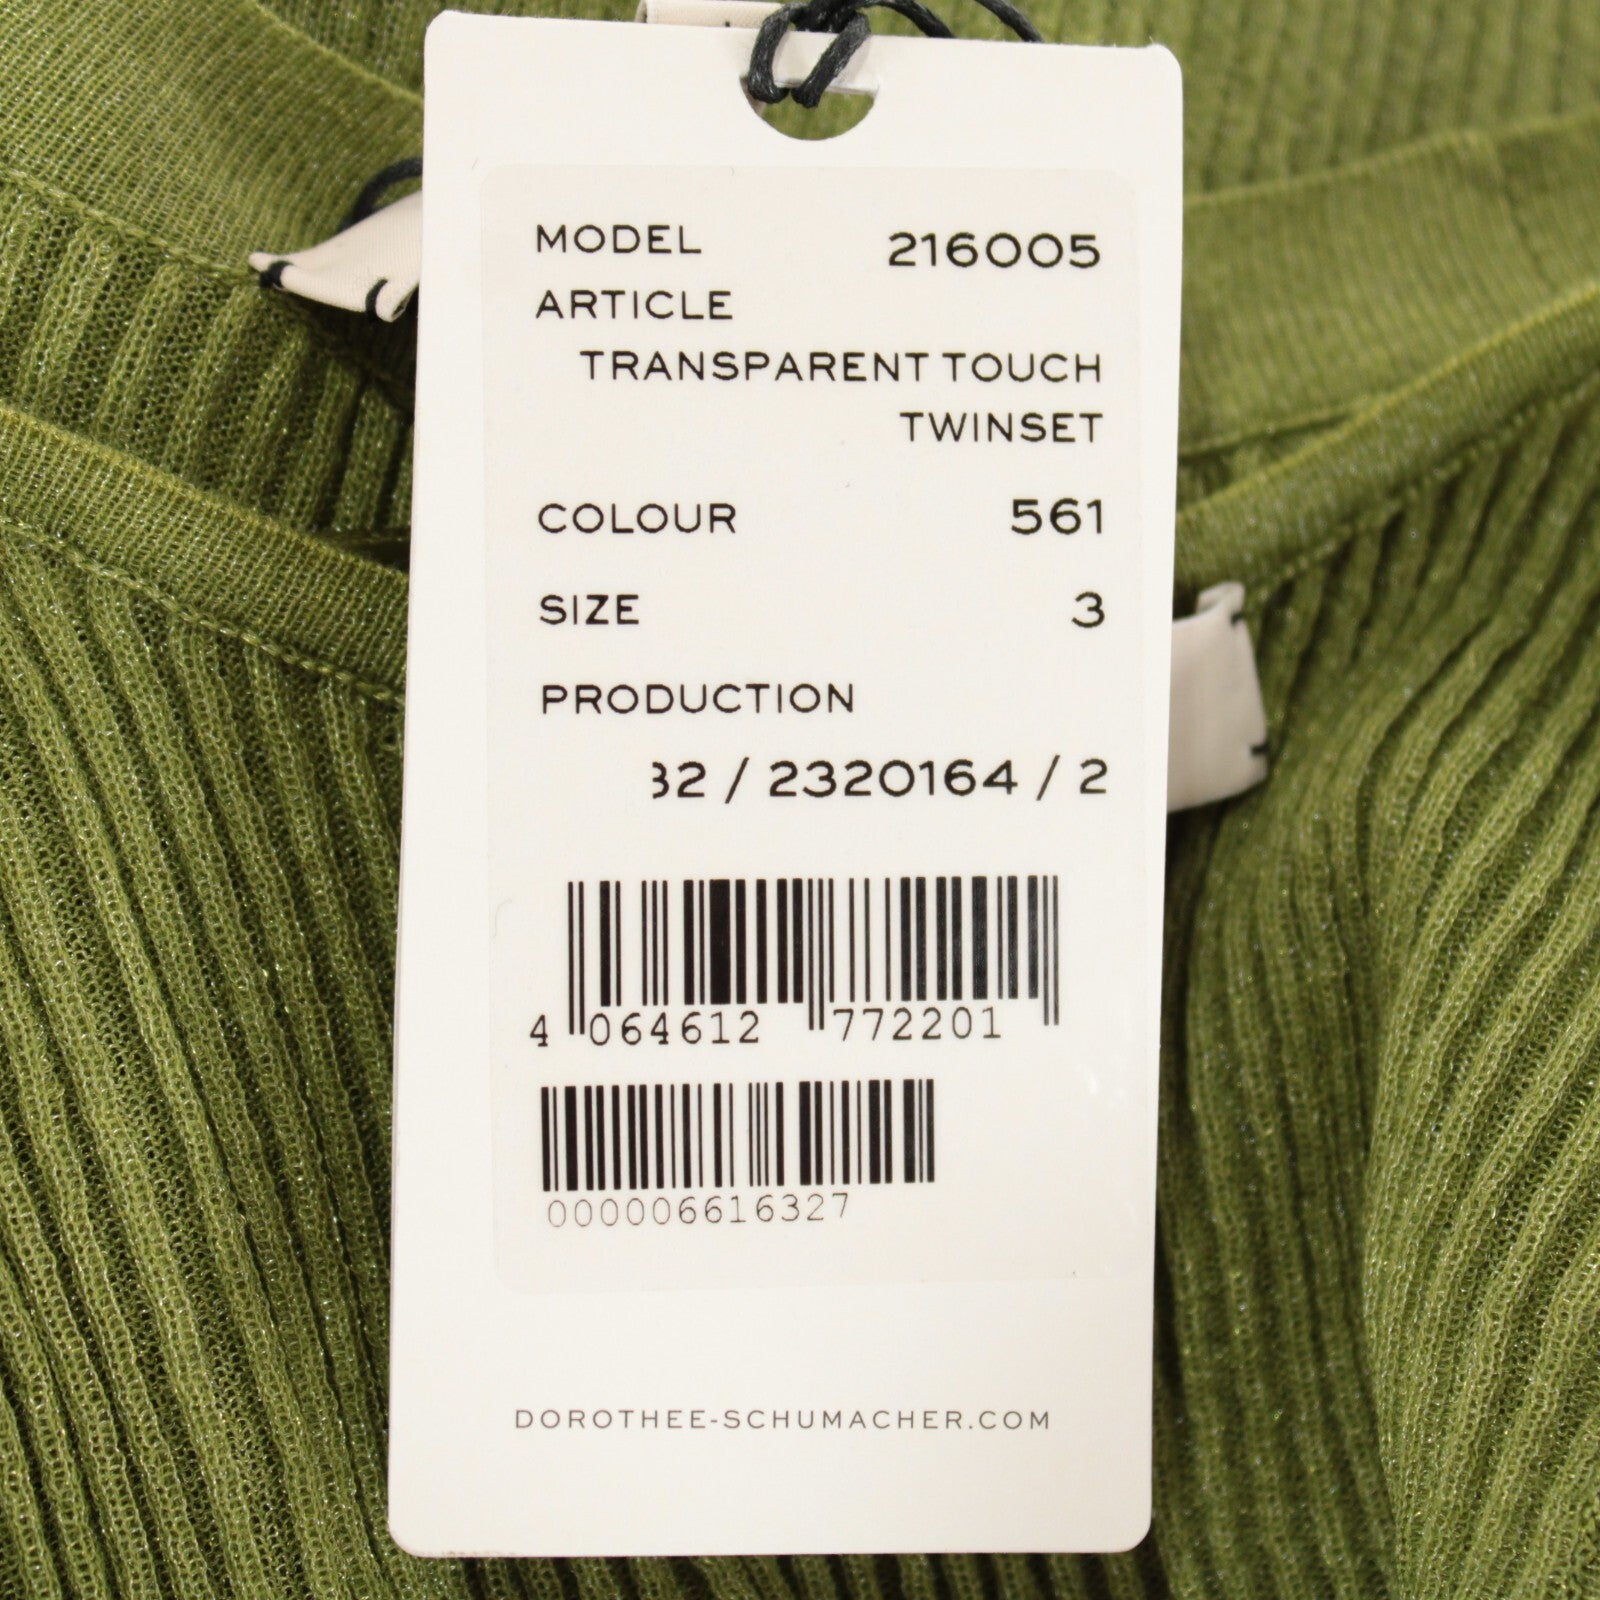 MODEL 216005
ARTICLE
TRANSPARENT TOUCH
TWINSET
COLOUR 561
SIZE 3
PRODUCTION
32 / 2320164 / 2
4 064612 772201
000006616327
DOROTHEE-SCHUMACHER.COM